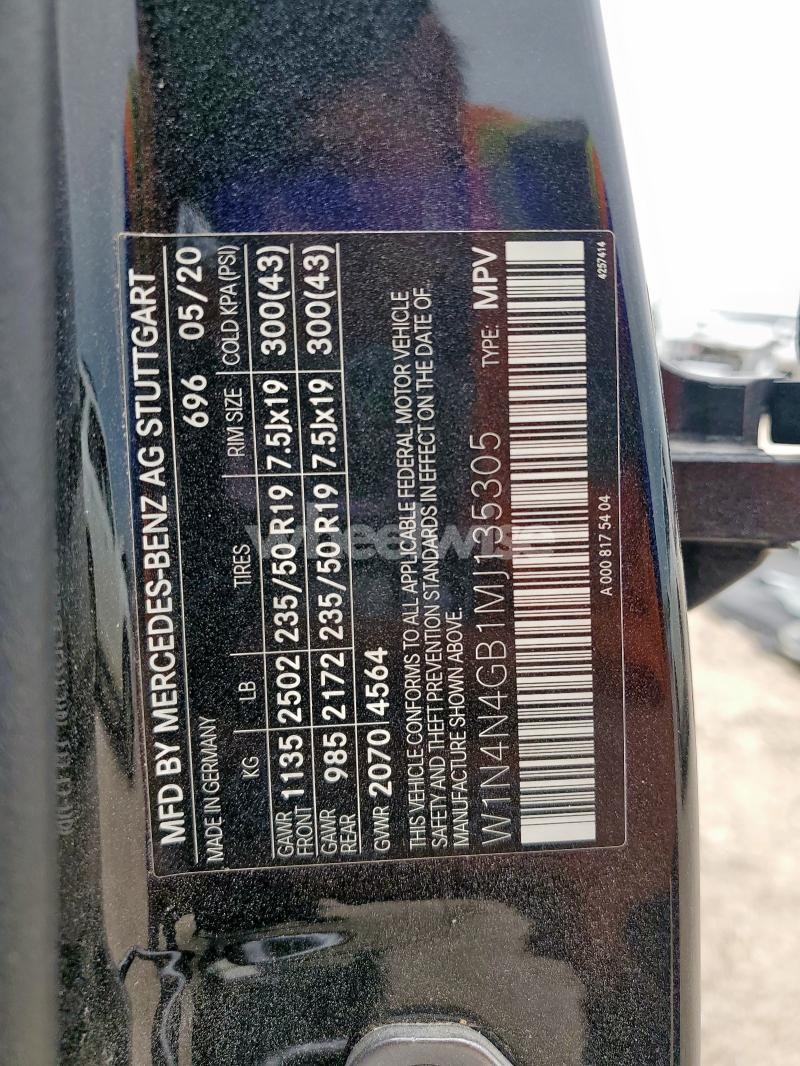 MFD BY MERCEDES-BENZ AG STUTTGART
MADE IN GERMANY 696 05/20
KG LB TIRES RIM SIZE COLD KPA(PSI)
GAWR FRONT 1135 2502 235/50 R19 7.5Jx19 300(43)
GAWR REAR 985 2172 235/50 R19 7.5Jx19 300(43)
GVWR 2070 4564
THIS VEHICLE CONFORMS TO ALL APPLICABLE FEDERAL MOTOR VEHICLE
SAFETY AND THEFT PREVENTION STANDARDS IN EFFECT ON THE DATE OF
MANUFACTURE SHOWN ABOVE.
W1N4N4GB1MJ135305 TYPE: MPV
A 000 817 54 04 4257414
wheelwise